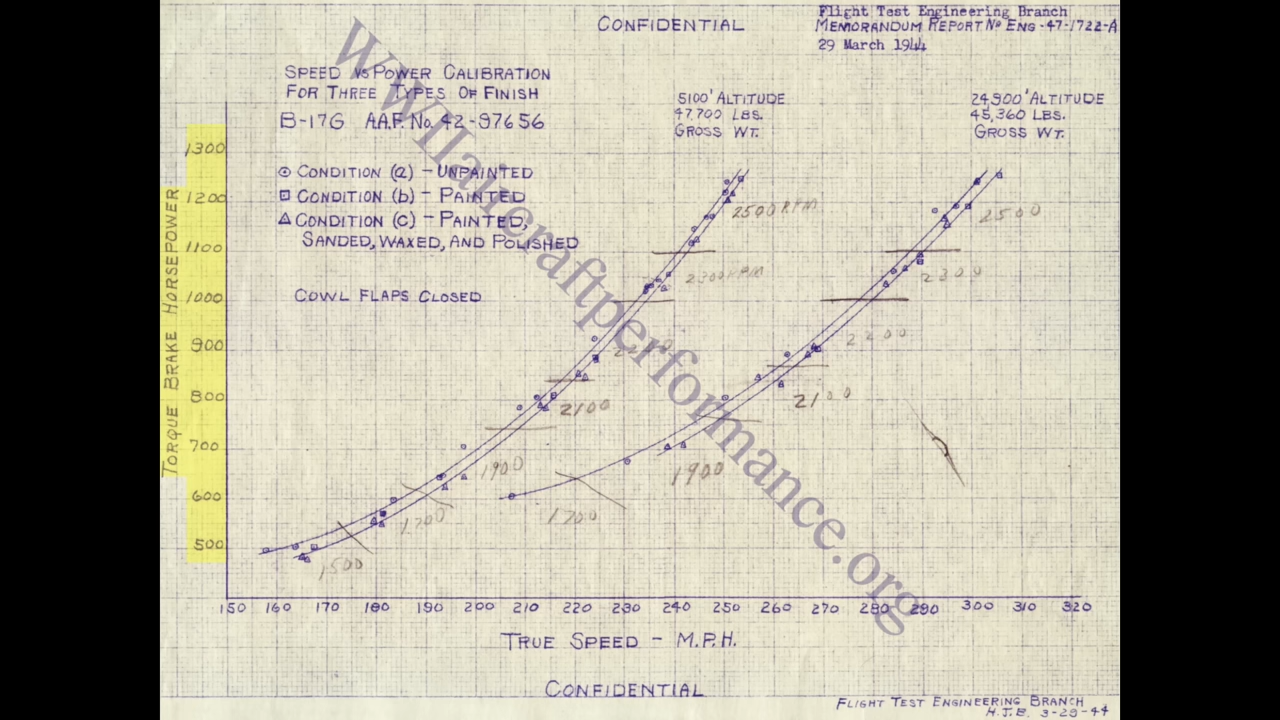 CONFIDENTIAL
Flight Test Engineering Branch
MEMORANDUM REPORT No ENG-47-1722-A
29 March 1944
SPEED VS POWER CALIBRATION
FOR THREE TYPES OF FINISH
B-17G A.A.F. No. 42-97656
5100' ALTITUDE
47,700 LBS.
GROSS WT.
24,900' ALTITUDE
45,360 LBS.
GROSS WT.
CONDITION (a) - UNPAINTED
CONDITION (b) - PAINTED
CONDITION (c) - PAINTED,
SANDED, WAXED, AND POLISHED
COWL FLAPS CLOSED
TORQUE BRAKE HORSEPOWER
1300
1200
1100
1000
900
800
700
600
500
2500 RPM
2300 RPM
2200
2100
1900
1700
1500
2500
2300
2200
2100
1900
1700
WWIIaircraftperformance.org
150 160 170 180 190 200 210 220 230 240 250 260 270 280 290 300 310 320
TRUE SPEED - M.P.H.
CONFIDENTIAL
FLIGHT TEST ENGINEERING BRANCH
H.J.B. 3-29-44